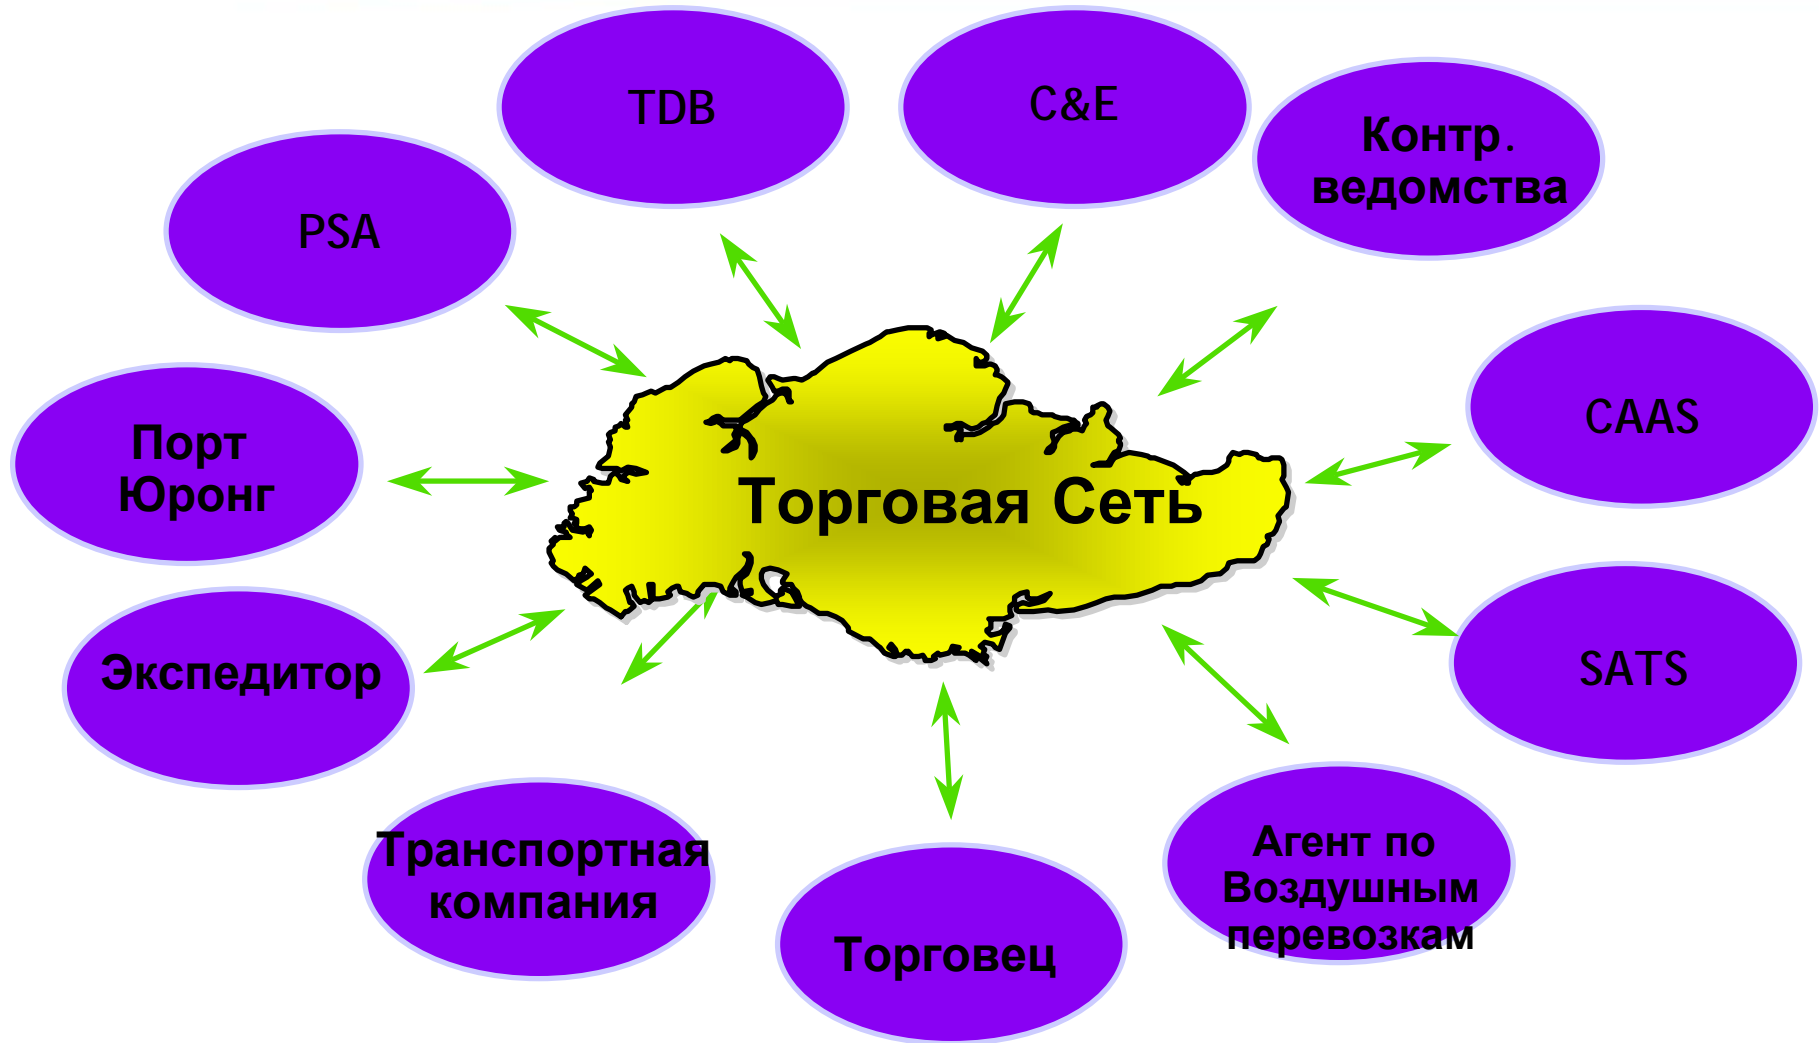 TDB
C&E
Контр.
ведомства
PSA
CAAS
Порт
Юронг
Торговая Сеть
Экспедитор
SATS
Транспортная
компания
Торговец
Агент по
Воздушным
перевозкам